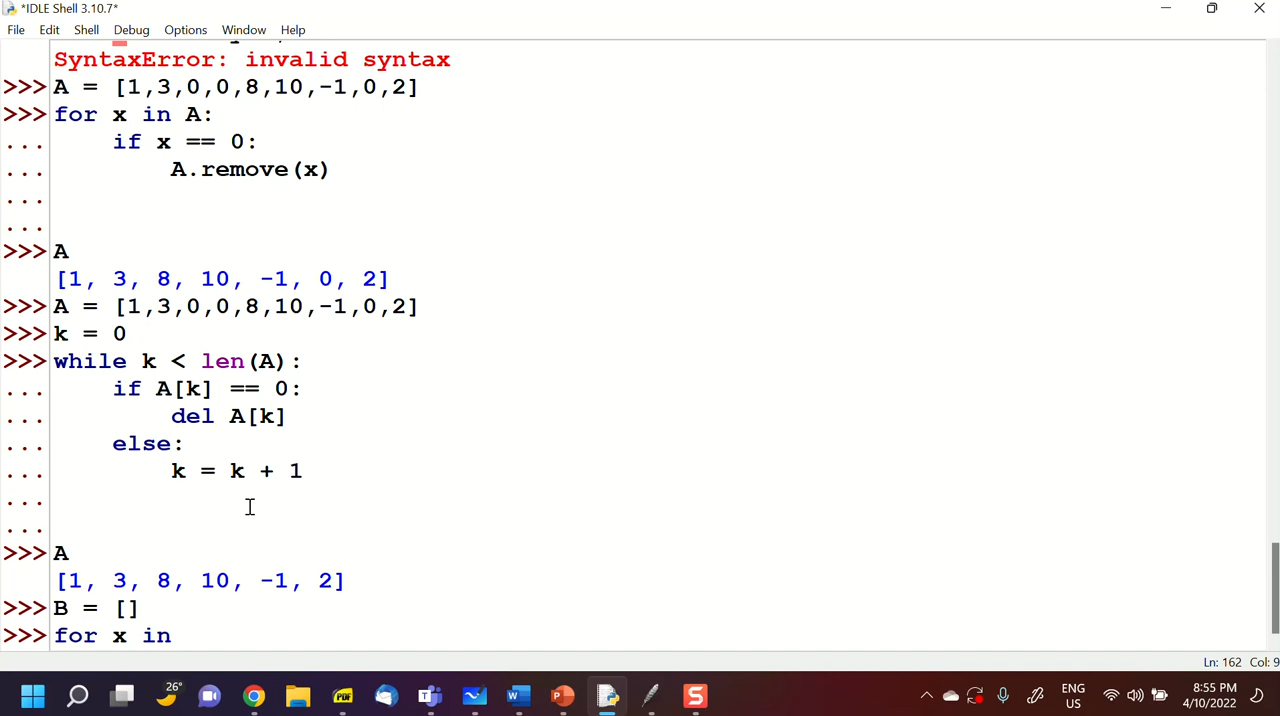 *IDLE Shell 3.10.7*
File Edit Shell Debug Options Window Help
SyntaxError: invalid syntax
>>> A = [1,3,0,0,8,10,-1,0,2]
>>> for x in A:
...     if x == 0:
...         A.remove(x)
...
...
>>> A
[1, 3, 8, 10, -1, 0, 2]
>>> A = [1,3,0,0,8,10,-1,0,2]
>>> k = 0
>>> while k < len(A):
...     if A[k] == 0:
...         del A[k]
...     else:
...         k = k + 1
...
...
>>> A
[1, 3, 8, 10, -1, 2]
>>> B = []
>>> for x in
Ln: 162 Col: 9
26°
PDF
ENG
US
8:55 PM
4/10/2022